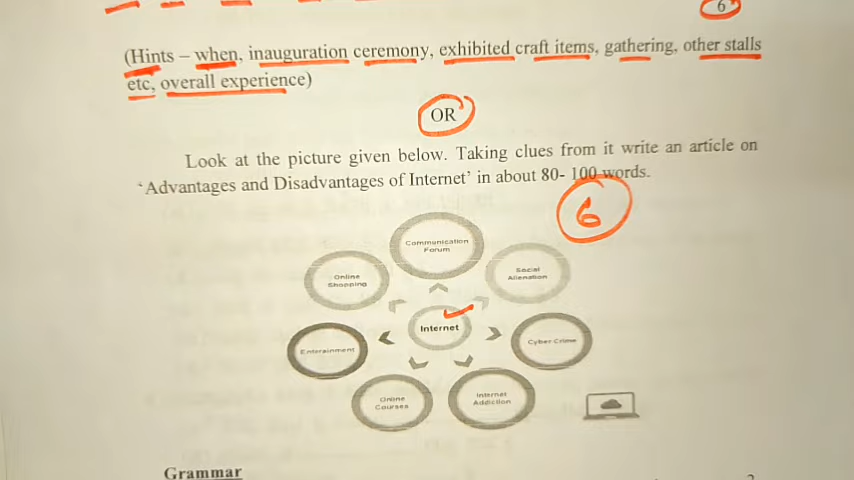 6
(Hints – when, inauguration ceremony, exhibited craft items, gathering, other stalls
etc, overall experience)
OR
Look at the picture given below. Taking clues from it write an article on
‘Advantages and Disadvantages of Internet’ in about 80- 100 words.
6
Communication
Forum
Online
Shopping
Social
Alienation
Internet
Entertainment
Cyber Crime
Online
Courses
Internet
Addiction
Grammar